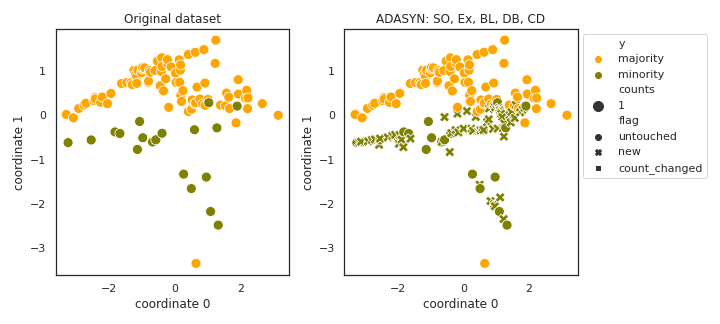 Original dataset
coordinate 1
1
0
−1
−2
−3
−2
0
2
coordinate 0
ADASYN: SO, Ex, BL, DB, CD
coordinate 1
1
0
−1
−2
−3
−2
0
2
coordinate 0
y
majority
minority
counts
1
flag
untouched
new
count_changed